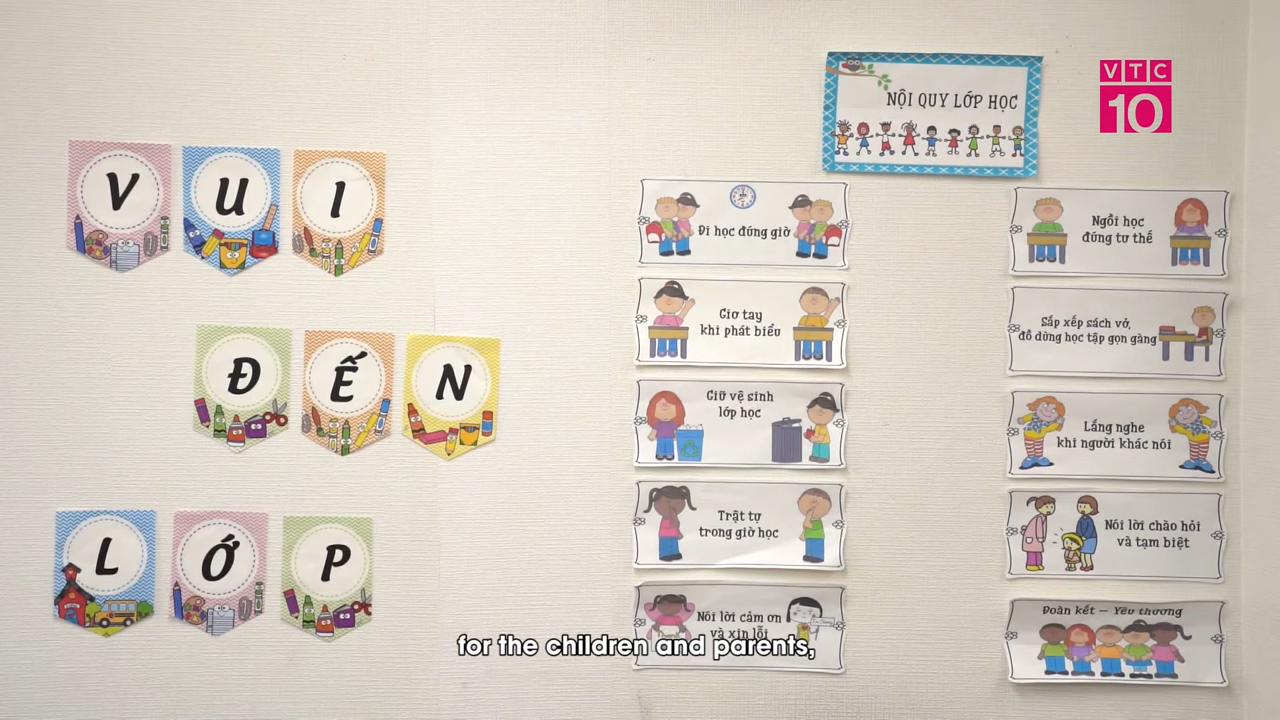 VUI
ĐẾN
LỚP
NỘI QUY LỚP HỌC
Đi học đúng giờ
Giơ tay
khi phát biểu
Giữ vệ sinh
lớp học
Trật tự
trong giờ học
Nói lời cảm ơn
và xin lỗi
Ngồi học
đúng tư thế
Sắp xếp sách vở,
đồ dùng học tập gọn gàng
Lắng nghe
khi người khác nói
Nói lời chào hỏi
và tạm biệt
Đoàn kết – Yêu thương
VTC
10
for the children and parents,